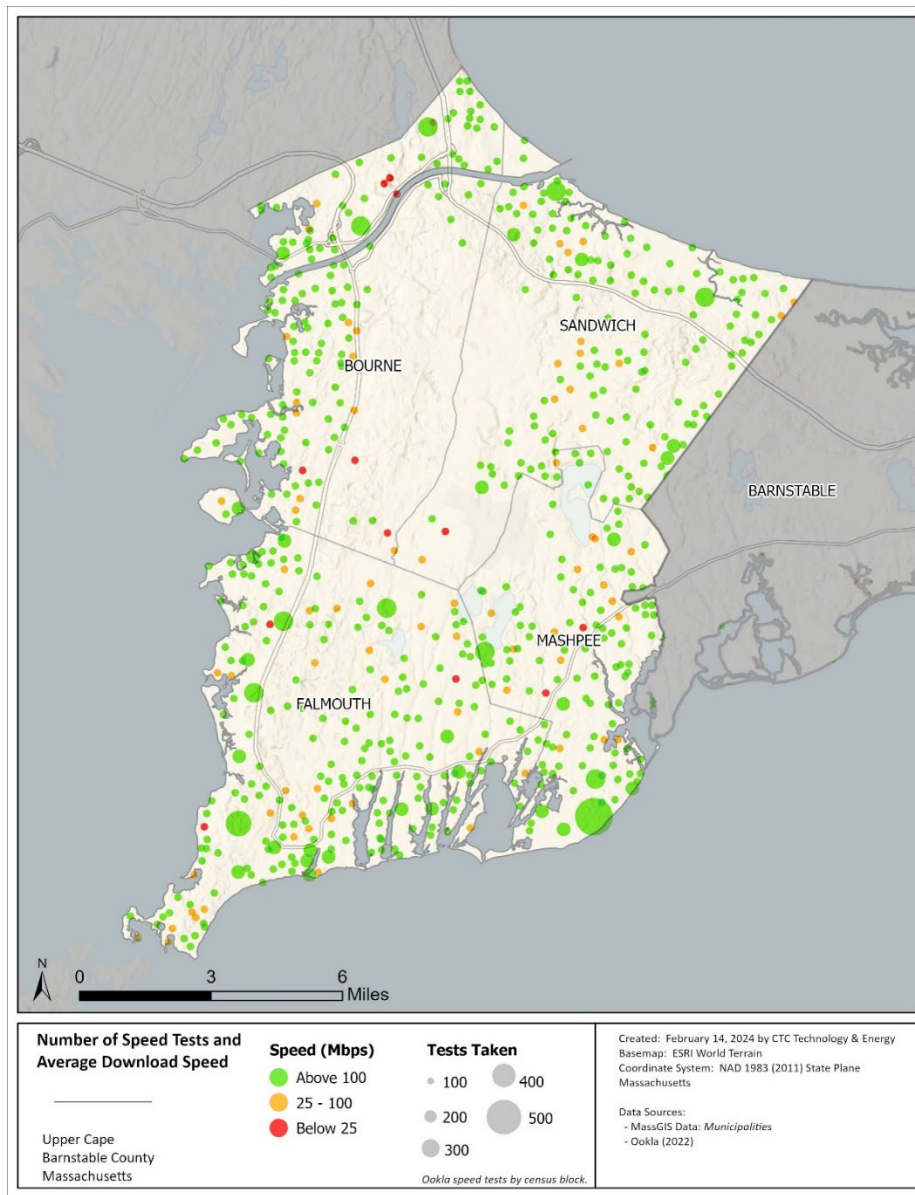 SANDWICH
BOURNE
BARNSTABLE
MASHPEE
FALMOUTH
N
0 3 6
Miles
Number of Speed Tests and
Average Download Speed
Upper Cape
Barnstable County
Massachusetts
Speed (Mbps)
Above 100
25 - 100
Below 25
Tests Taken
100
200
300
400
500
Ookla speed tests by census block.
Created: February 14, 2024 by CTC Technology & Energy
Basemap: ESRI World Terrain
Coordinate System: NAD 1983 (2011) State Plane
Massachusetts
Data Sources:
- MassGIS Data: Municipalities
- Ookla (2022)